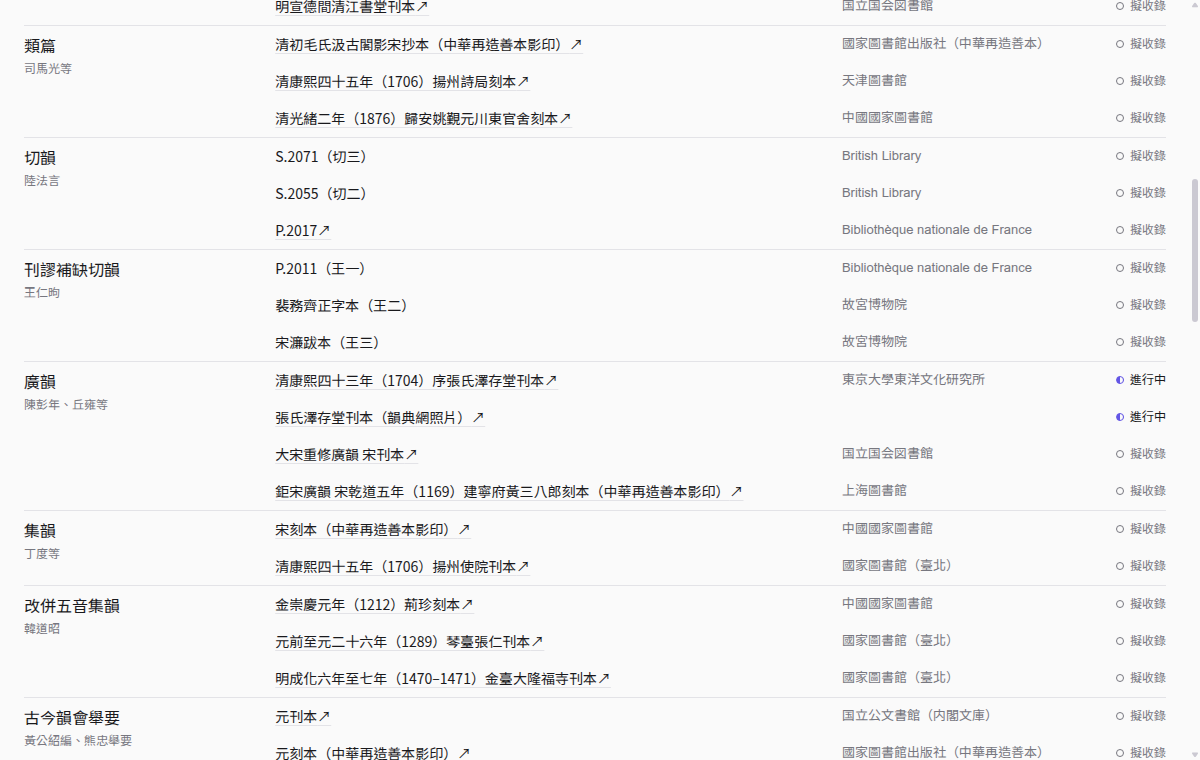 明宣德間清江書堂刊本↗ 国立国会図書館 擬收錄
類篇 清初毛氏汲古閣影宋抄本（中華再造善本影印）↗ 國家圖書館出版社（中華再造善本） 擬收錄
司馬光等
清康熙四十五年（1706）揚州詩局刻本↗ 天津圖書館 擬收錄
清光緒二年（1876）歸安姚覲元川東官舍刻本↗ 中國國家圖書館 擬收錄
切韻 S.2071（切三） British Library 擬收錄
陸法言
S.2055（切二） British Library 擬收錄
P.2017↗ Bibliothèque nationale de France 擬收錄
刊謬補缺切韻 P.2011（王一） Bibliothèque nationale de France 擬收錄
王仁昫
裴務齊正字本（王二） 故宮博物院 擬收錄
宋濂跋本（王三） 故宮博物院 擬收錄
廣韻 清康熙四十三年（1704）序張氏澤存堂刊本↗ 東京大學東洋文化研究所 進行中
陳彭年、丘雍等
張氏澤存堂刊本（韻典網照片）↗ 進行中
大宋重修廣韻 宋刊本↗ 国立国会図書館 擬收錄
鉅宋廣韻 宋乾道五年（1169）建寧府黃三八郎刻本（中華再造善本影印）↗ 上海圖書館 擬收錄
集韻 宋刻本（中華再造善本影印）↗ 中國國家圖書館 擬收錄
丁度等
清康熙四十五年（1706）揚州使院刊本↗ 國家圖書館（臺北） 擬收錄
改併五音集韻 金崇慶元年（1212）荊珍刻本↗ 中國國家圖書館 擬收錄
韓道昭
元前至元二十六年（1289）琴臺張仁刊本↗ 國家圖書館（臺北） 擬收錄
明成化六年至七年（1470–1471）金臺大隆福寺刊本↗ 國家圖書館（臺北） 擬收錄
古今韻會舉要 元刊本↗ 国立公文書館（内閣文庫） 擬收錄
黃公紹編、熊忠舉要
元刻本（中華再造善本影印）↗ 國家圖書館出版社（中華再造善本） 擬收錄